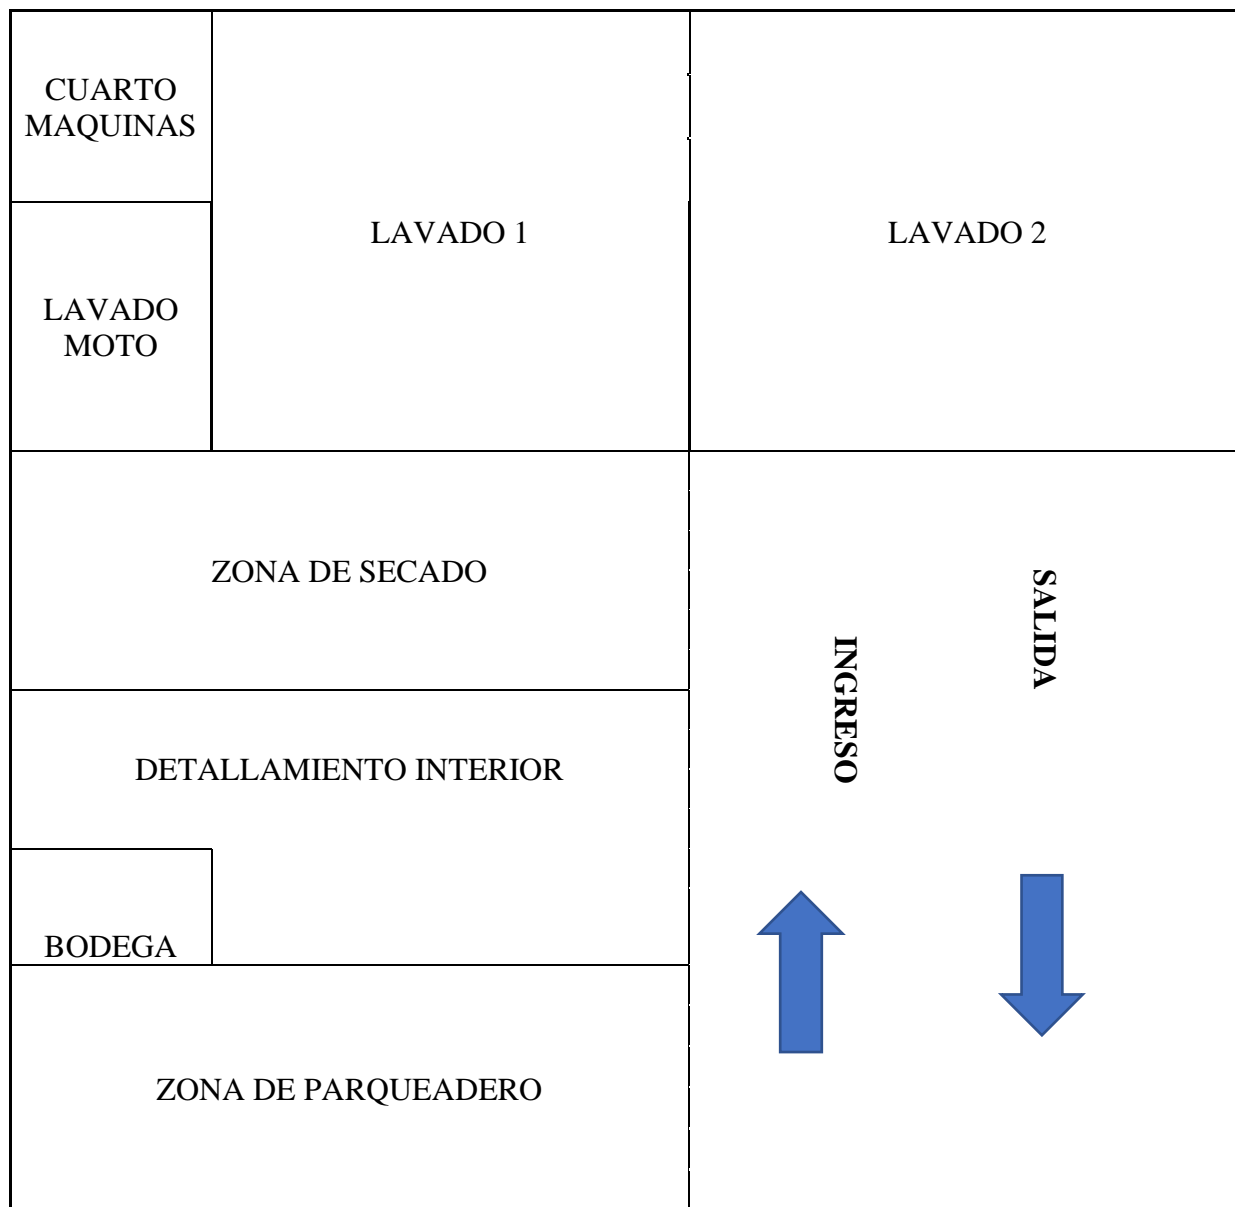 CUARTO
MAQUINAS
LAVADO 1
LAVADO 2
LAVADO
MOTO
ZONA DE SECADO
SALIDA
INGRESO
DETALLAMIENTO INTERIOR
BODEGA
ZONA DE PARQUEADERO